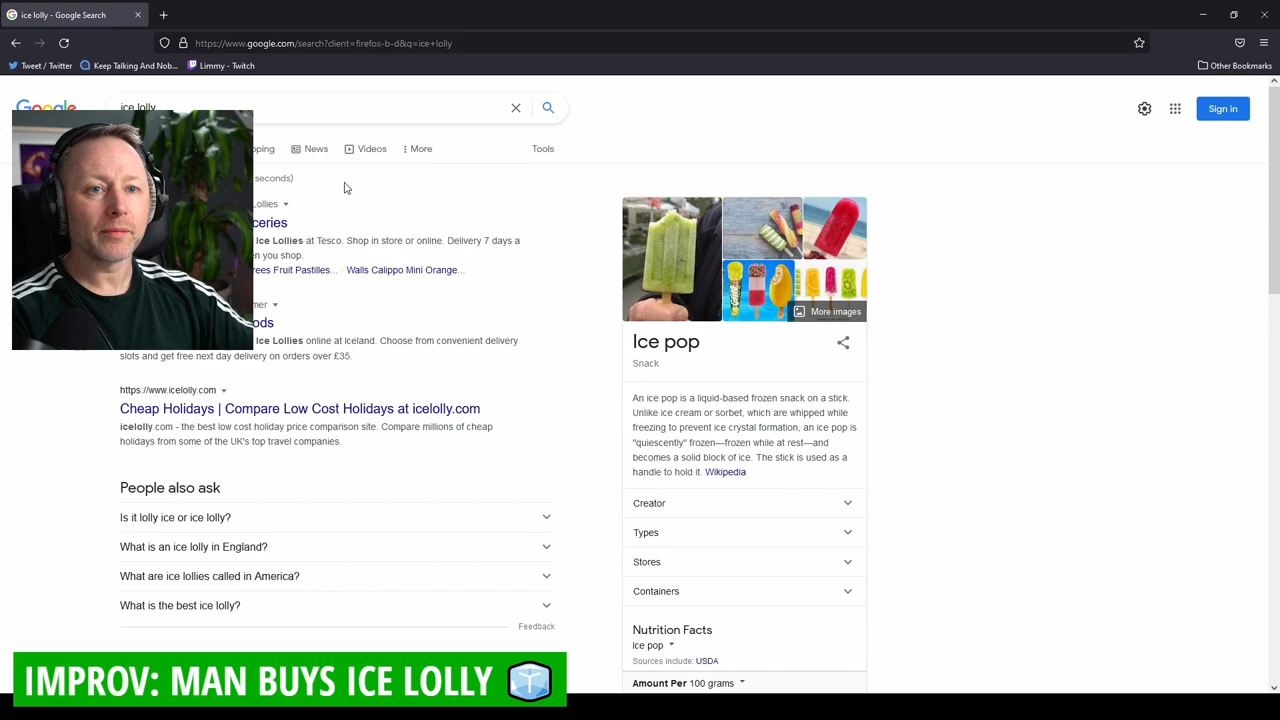 ice lolly - Google Search
https://www.google.com/search?client=firefox-b-d&q=ice+lolly
Tweet / Twitter
Keep Talking And Nob...
Limmy - Twitch
Other Bookmarks
Google
ice lolly
Sign in
pping
News
Videos
More
Tools
seconds)
Lollies
ceries
Ice Lollies at Tesco. Shop in store or online. Delivery 7 days a
en you shop.
rees Fruit Pastilles... · Walls Calippo Mini Orange...
mer
ods
Ice Lollies online at Iceland. Choose from convenient delivery
slots and get free next day delivery on orders over £35.
https://www.icelolly.com
Cheap Holidays | Compare Low Cost Holidays at icelolly.com
icelolly.com - the best low cost holiday price comparison site. Compare millions of cheap
holidays from some of the UK's top travel companies.
People also ask
Is it lolly ice or ice lolly?
What is an ice lolly in England?
What are ice lollies called in America?
What is the best ice lolly?
Feedback
More images
Ice pop
Snack
An ice pop is a liquid-based frozen snack on a stick.
Unlike ice cream or sorbet, which are whipped while
freezing to prevent ice crystal formation, an ice pop is
"quiescently" frozen—frozen while at rest—and
becomes a solid block of ice. The stick is used as a
handle to hold it. Wikipedia
Creator
Types
Stores
Containers
Nutrition Facts
Ice pop
Sources include: USDA
Amount Per 100 grams
IMPROV: MAN BUYS ICE LOLLY